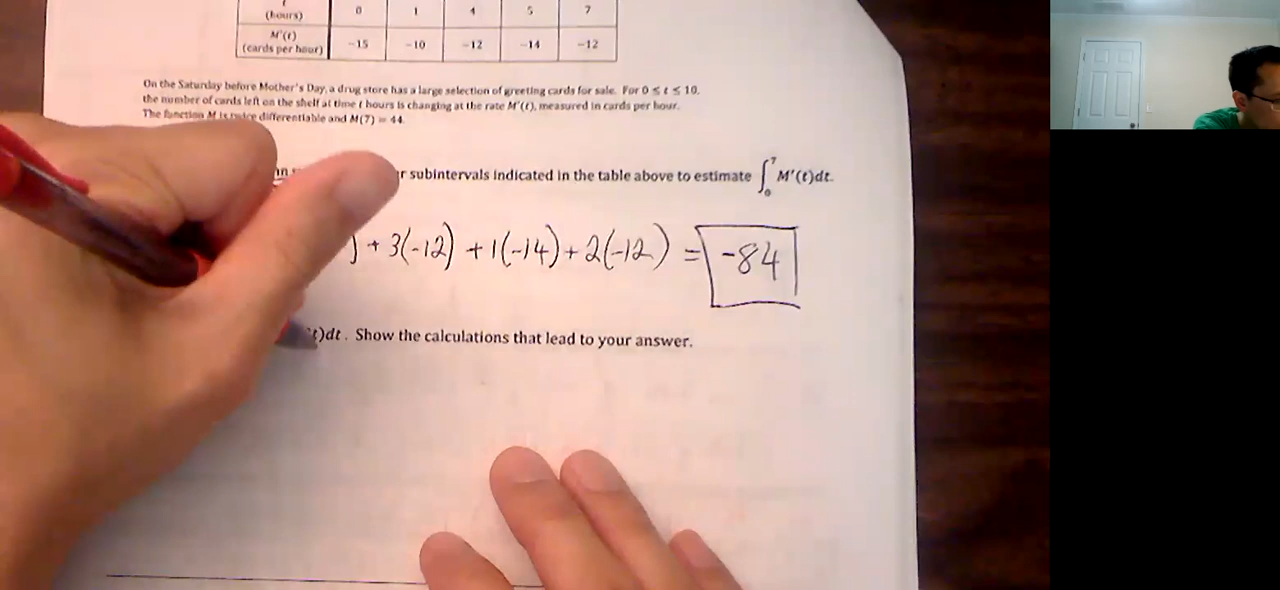 t 0 1 4 5 7
(hours)
M'(t) -15 -10 -12 -14 -12
(cards per hour)
On the Saturday before Mother's Day, a drug store has a large selection of greeting cards for sale. For 0 ≤ t ≤ 10,
the number of cards left on the shelf at time t hours is changing at the rate M'(t), measured in cards per hour.
The function M is twice differentiable and M(7) = 44.
subintervals indicated in the table above to estimate ∫₀⁷ M'(t)dt.
) + 3(-12) + 1(-14) + 2(-12) = -84
t)dt. Show the calculations that lead to your answer.